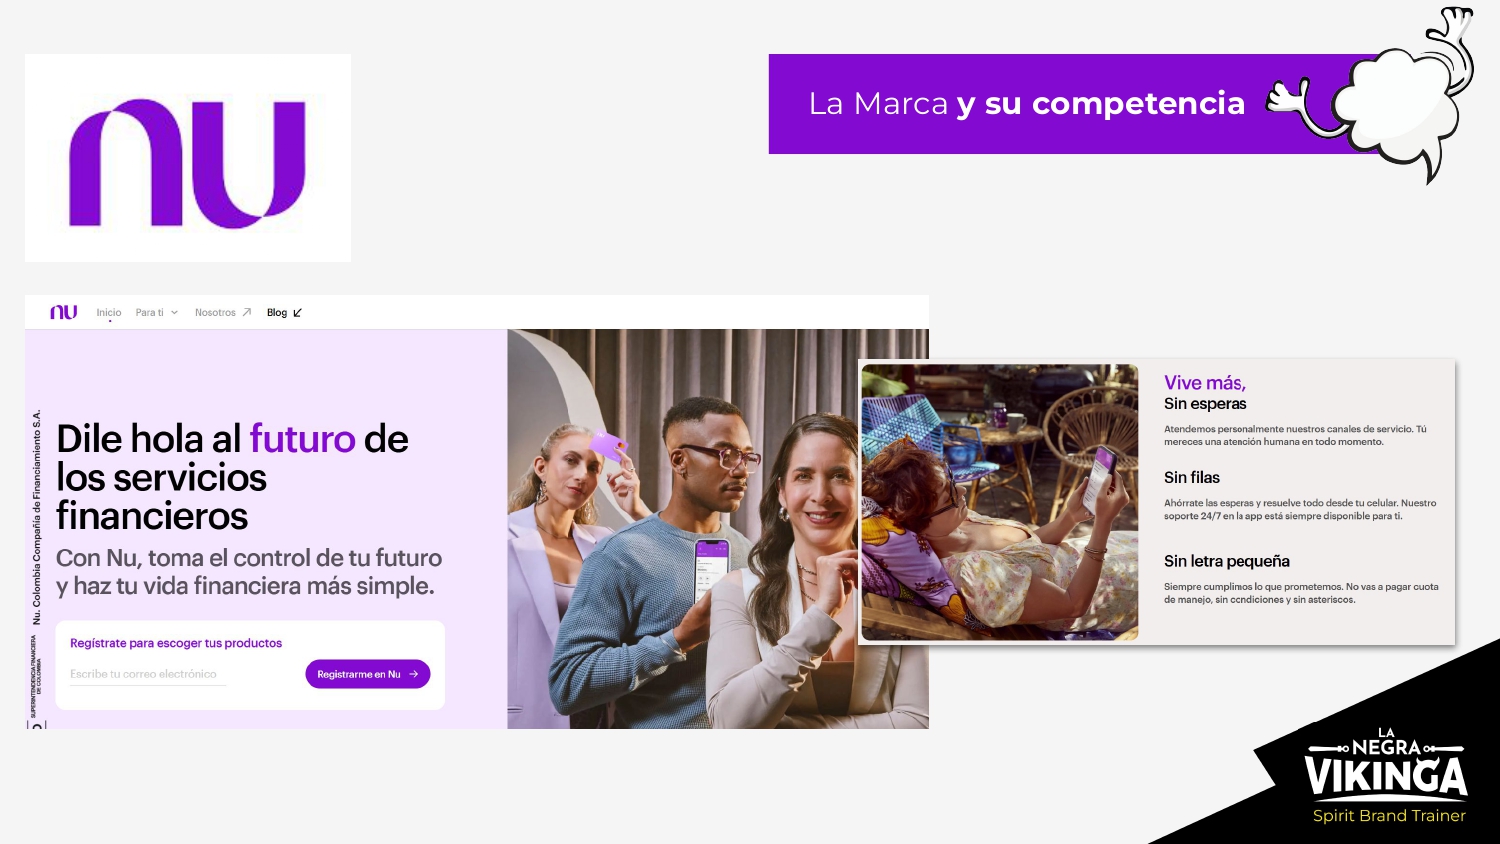 nu
La Marca y su competencia
nu Inicio Para ti Nosotros Blog
Dile hola al futuro de
los servicios
financieros
Con Nu, toma el control de tu futuro
y haz tu vida financiera más simple.
Regístrate para escoger tus productos
Escribe tu correo electrónico
Registrarme en Nu
Nu. Colombia Compañía de Financiamiento S.A.
SUPERINTENDENCIA FINANCIERA
DE COLOMBIA
Vive más,
Sin esperas
Atendemos personalmente nuestros canales de servicio. Tú
mereces una atención humana en todo momento.
Sin filas
Ahórrate las esperas y resuelve todo desde tu celular. Nuestro
soporte 24/7 en la app está siempre disponible para ti.
Sin letra pequeña
Siempre cumplimos lo que prometemos. No vas a pagar cuota
de manejo, sin condiciones y sin asteriscos.
LA
NEGRA
VIKINGA
Spirit Brand Trainer